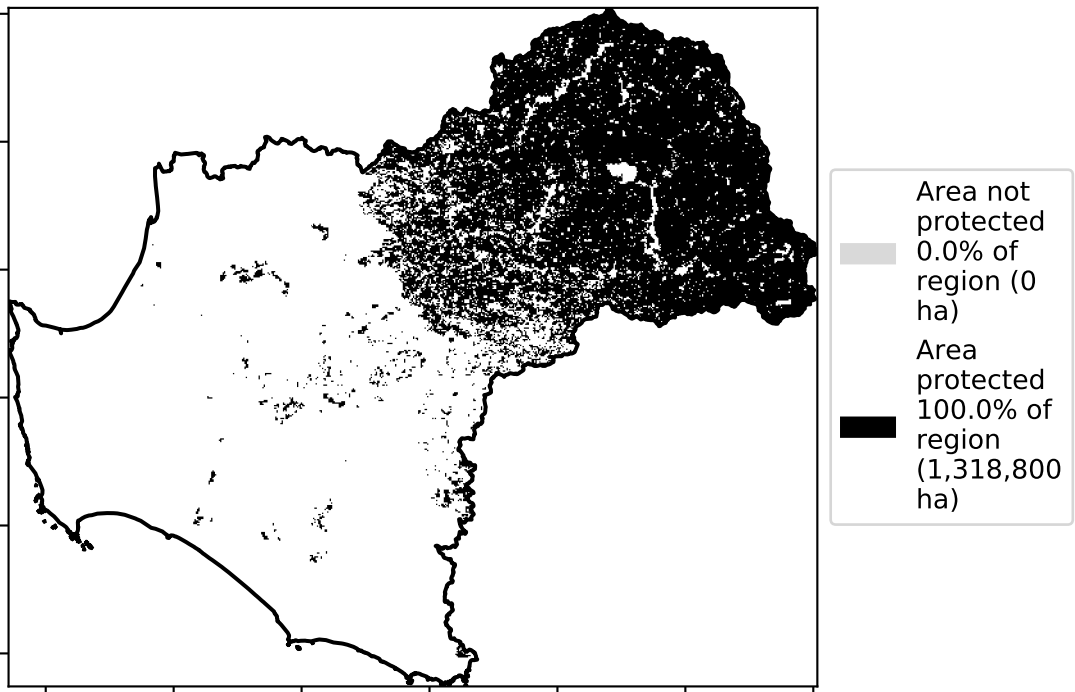 Area not
protected
0.0% of
region (0
ha)
Area
protected
100.0% of
region
(1,318,800
ha)